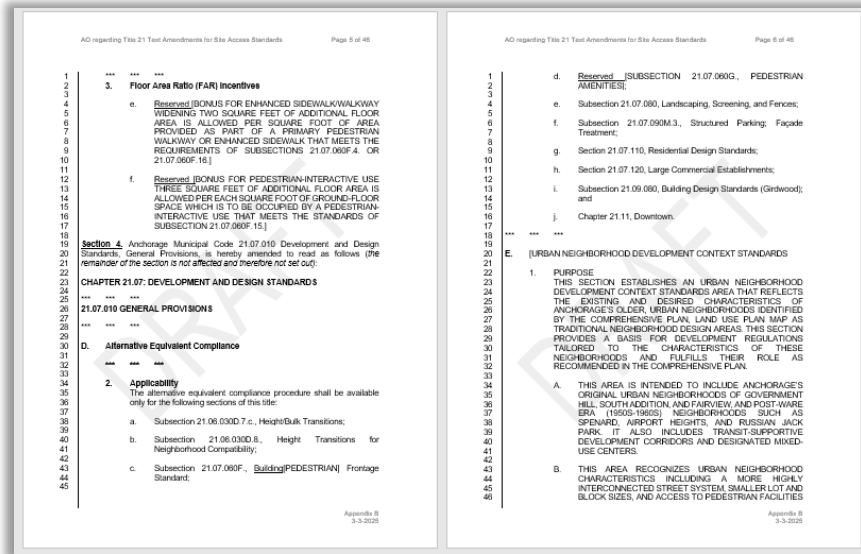 AO regarding Title 21 Text Amendments for Site Access Standards Page 5 of 46
1 *** *** ***
2 3. Floor Area Ratio (FAR) Incentives
3
4 e. Reserved [BONUS FOR ENHANCED SIDEWALK/WALKWAY
5 WIDENING TWO SQUARE FEET OF ADDITIONAL FLOOR
6 AREA IS ALLOWED PER SQUARE FOOT OF AREA
7 PROVIDED AS PART OF A PRIMARY PEDESTRIAN
8 WALKWAY OR ENHANCED SIDEWALK THAT MEETS THE
9 REQUIREMENTS OF SUBSECTIONS 21.07.060F.4. OR
10 21.07.060F.16.]
11
12 f. Reserved [BONUS FOR PEDESTRIAN-INTERACTIVE USE
13 THREE SQUARE FEET OF ADDITIONAL FLOOR AREA IS
14 ALLOWED PER EACH SQUARE FOOT OF GROUND-FLOOR
15 SPACE WHICH IS TO BE OCCUPIED BY A PEDESTRIAN-
16 INTERACTIVE USE THAT MEETS THE STANDARDS OF
17 SUBSECTION 21.07.060F.15.]
18
19 Section 4. Anchorage Municipal Code 21.07.010 Development and Design
20 Standards, General Provisions, is hereby amended to read as follows (the
21 remainder of the section is not affected and therefore not set out):
22
23 CHAPTER 21.07: DEVELOPMENT AND DESIGN STANDARDS
24
25 *** *** ***
26 21.07.010 GENERAL PROVISIONS
27
28 *** *** ***
29
30 D. Alternative Equivalent Compliance
31
32 *** *** ***
33
34 2. Applicability
35 The alternative equivalent compliance procedure shall be available
36 only for the following sections of this title:
37
38 a. Subsection 21.06.030D.7.c., Height/Bulk Transitions;
39
40 b. Subsection 21.06.030D.8., Height Transitions for
41 Neighborhood Compatibility;
42
43 c. Subsection 21.07.060F., Building[PEDESTRIAN] Frontage
44 Standard;
45
Appendix B
3-3-2025
DRAFT
AO regarding Title 21 Text Amendments for Site Access Standards Page 6 of 46
1 d. Reserved [SUBSECTION 21.07.060G., PEDESTRIAN
2 AMENITIES];
3
4 e. Subsection 21.07.080, Landscaping, Screening, and Fences;
5
6 f. Subsection 21.07.090M.3., Structured Parking; Façade
7 Treatment;
8
9 g. Section 21.07.110, Residential Design Standards;
10
11 h. Section 21.07.120, Large Commercial Establishments;
12
13 i. Subsection 21.09.080, Building Design Standards (Girdwood);
14 and
15
16 j. Chapter 21.11, Downtown.
17
18 *** *** ***
19
20 E. [URBAN NEIGHBORHOOD DEVELOPMENT CONTEXT STANDARDS
21
22 1. PURPOSE
23 THIS SECTION ESTABLISHES AN URBAN NEIGHBORHOOD
24 DEVELOPMENT CONTEXT STANDARDS AREA THAT REFLECTS
25 THE EXISTING AND DESIRED CHARACTERISTICS OF
26 ANCHORAGE'S OLDER, URBAN NEIGHBORHOODS IDENTIFIED
27 BY THE COMPREHENSIVE PLAN, LAND USE PLAN MAP AS
28 TRADITIONAL NEIGHBORHOOD DESIGN AREAS. THIS SECTION
29 PROVIDES A BASIS FOR DEVELOPMENT REGULATIONS
30 TAILORED TO THE CHARACTERISTICS OF THESE
31 NEIGHBORHOODS AND FULFILLS THEIR ROLE AS
32 RECOMMENDED IN THE COMPREHENSIVE PLAN.
33
34 A. THIS AREA IS INTENDED TO INCLUDE ANCHORAGE'S
35 ORIGINAL URBAN NEIGHBORHOODS OF GOVERNMENT
36 HILL, SOUTH ADDITION, AND FAIRVIEW, AND POST-WARE
37 ERA (1950S-1960S) NEIGHBORHOODS SUCH AS
38 SPENARD, AIRPORT HEIGHTS, AND RUSSIAN JACK
39 PARK. IT ALSO INCLUDES TRANSIT-SUPPORTIVE
40 DEVELOPMENT CORRIDORS AND DESIGNATED MIXED-
41 USE CENTERS.
42
43 B. THIS AREA RECOGNIZES URBAN NEIGHBORHOOD
44 CHARACTERISTICS INCLUDING A MORE HIGHLY
45 INTERCONNECTED STREET SYSTEM, SMALLER LOT AND
46 BLOCK SIZES, AND ACCESS TO PEDESTRIAN FACILITIES
Appendix B
3-3-2025
DRAFT